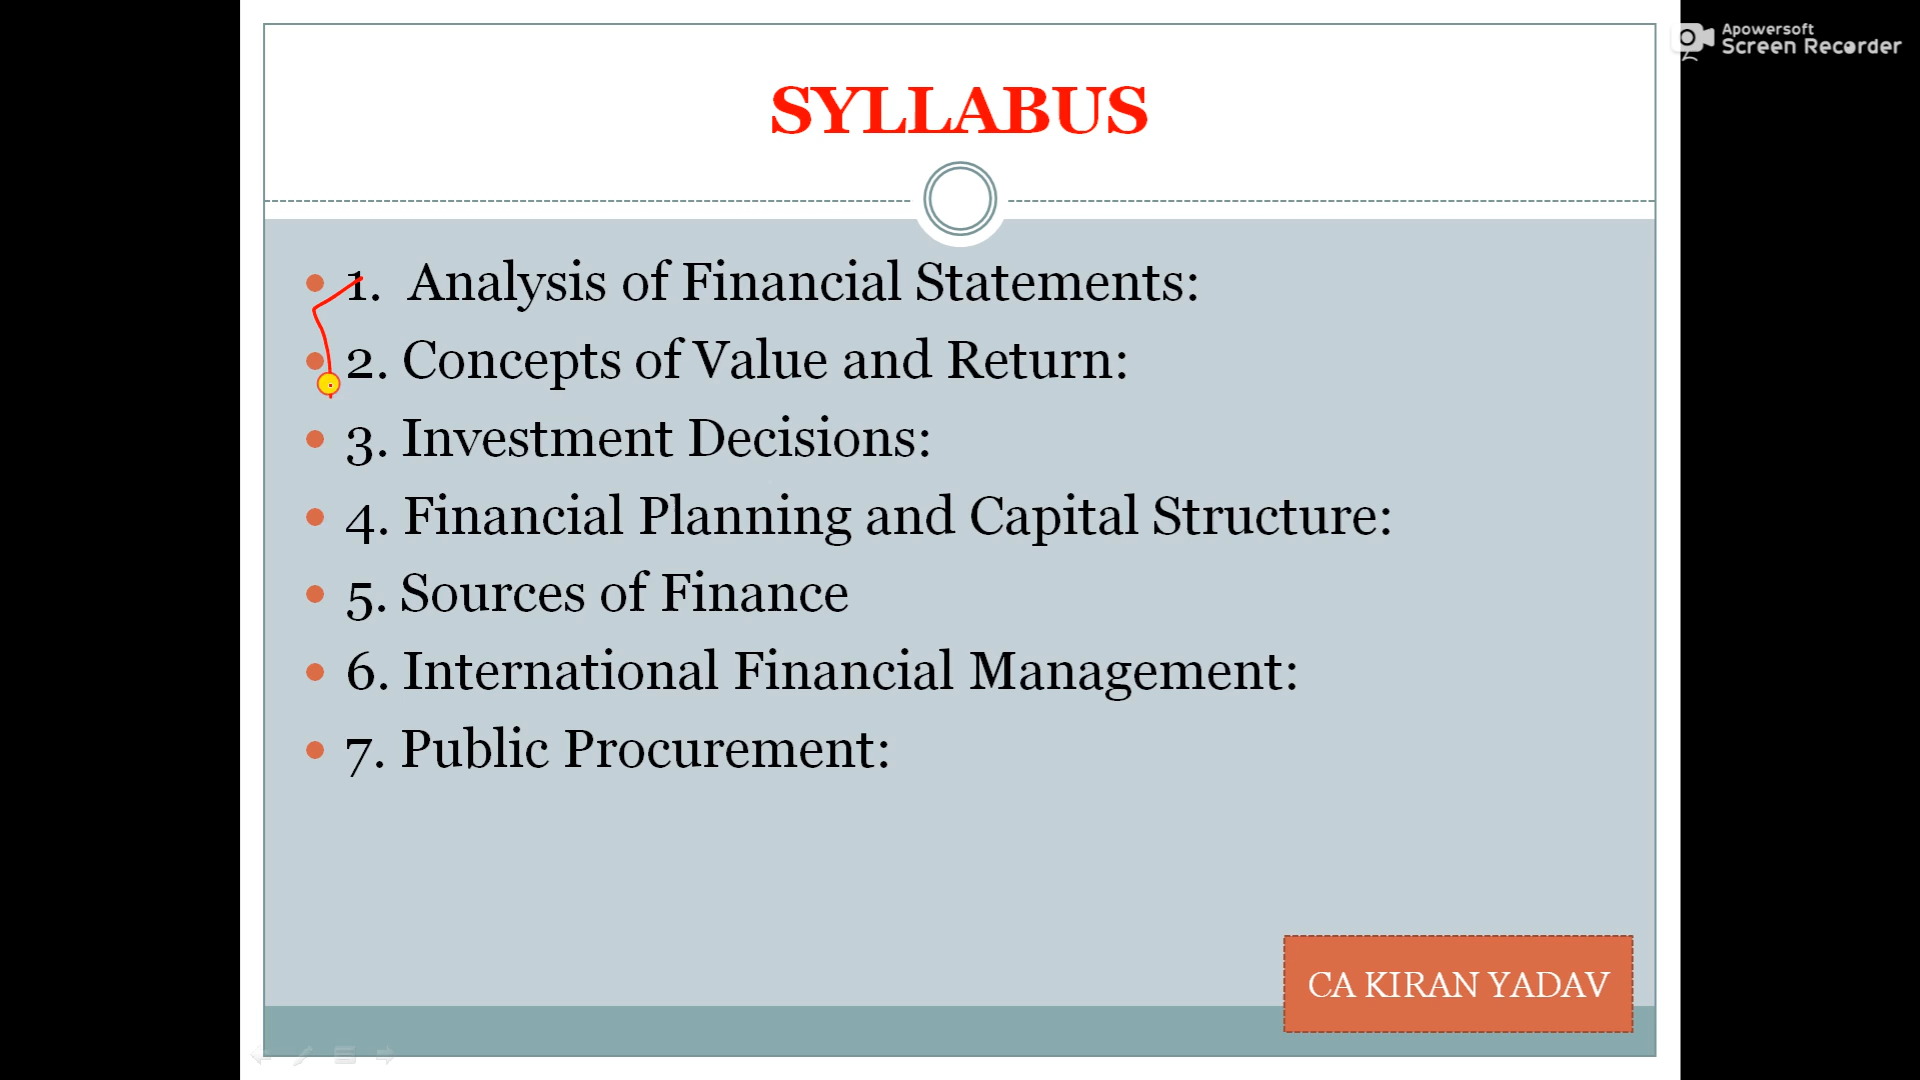 Apowersoft
Screen Recorder
SYLLABUS
1. Analysis of Financial Statements:
2. Concepts of Value and Return:
3. Investment Decisions:
4. Financial Planning and Capital Structure:
5. Sources of Finance
6. International Financial Management:
7. Public Procurement:
CA KIRAN YADAV